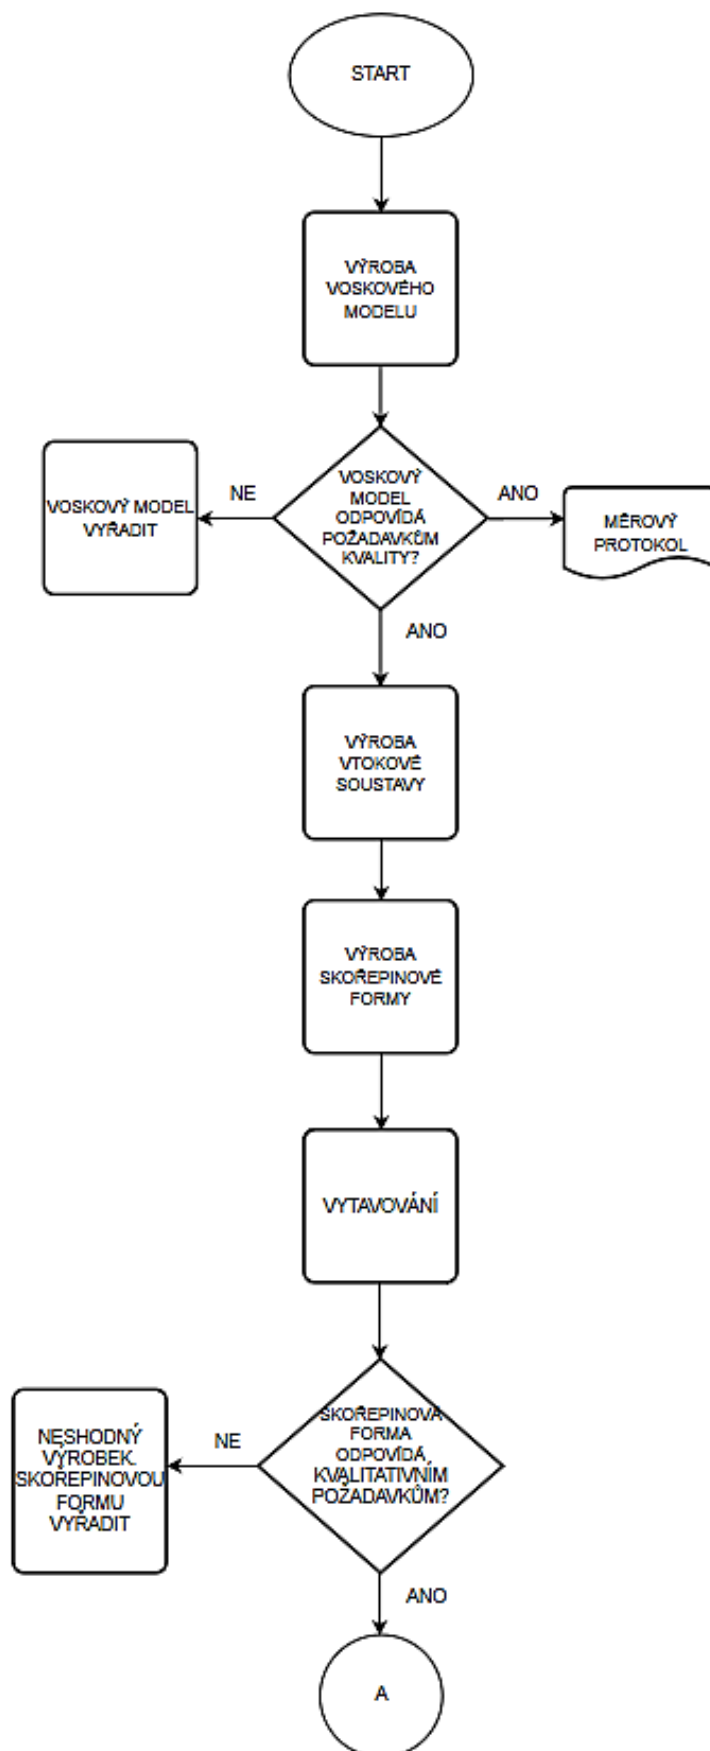 START
VÝROBA
VOSKOVÉHO
MODELU
VOSKOVÝ MODEL
VYŘADIT
NE
VOSKOVÝ
MODEL
ODPOVÍDÁ
POŽADAVKŮM
KVALITY?
ANO
MĚROVÝ
PROTOKOL
ANO
VÝROBA
VTOKOVÉ
SOUSTAVY
VÝROBA
SKOŘEPINOVÉ
FORMY
VYTAVOVÁNÍ
NESHODNÝ
VÝROBEK.
SKOŘEPINOVOU
FORMU
VYŘADIT
NE
SKOŘEPINOVÁ
FORMA
ODPOVÍDÁ
KVALITATIVNÍM
POŽADAVKŮM?
ANO
A